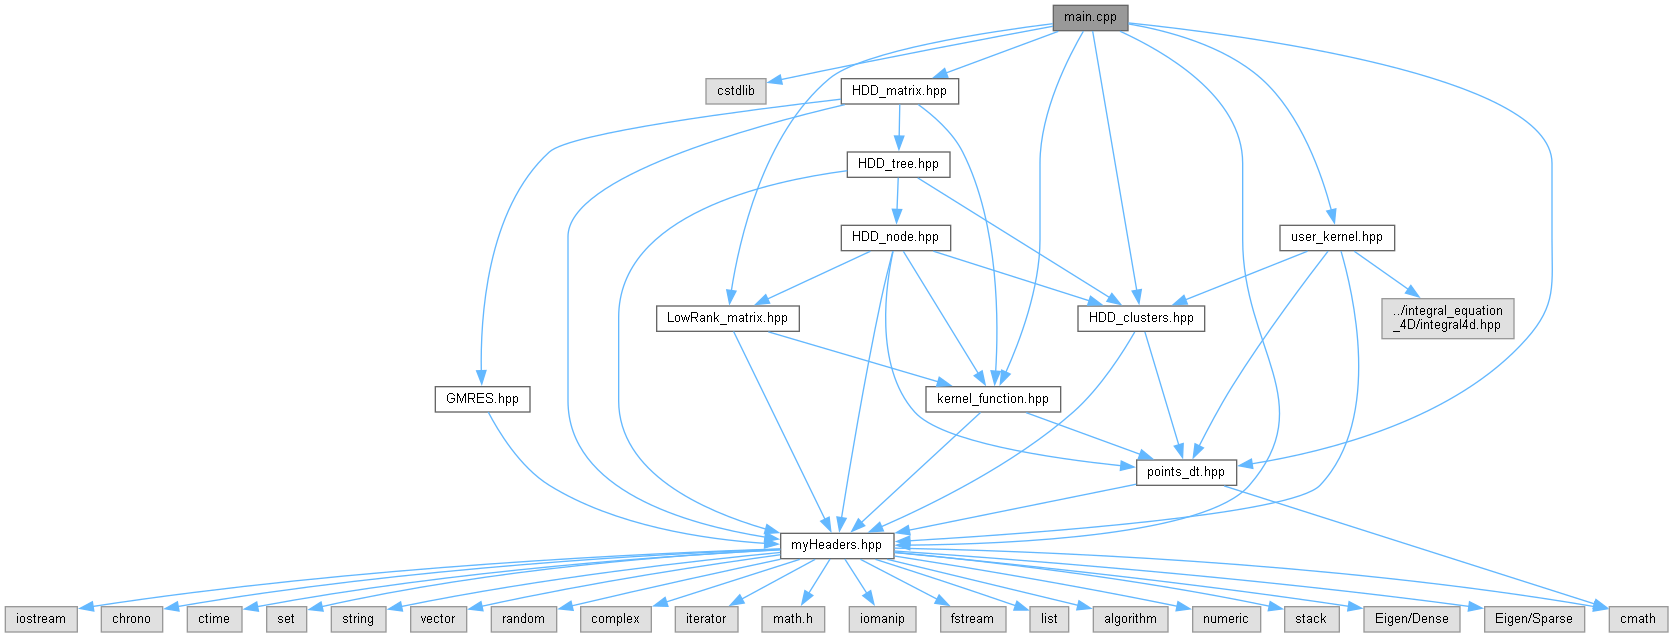 main.cpp
cstdlib
HDD_matrix.hpp
HDD_tree.hpp
HDD_node.hpp
user_kernel.hpp
LowRank_matrix.hpp
HDD_clusters.hpp
../integral_equation
_4D/integral4d.hpp
GMRES.hpp
kernel_function.hpp
points_dt.hpp
myHeaders.hpp
iostream
chrono
ctime
set
string
vector
random
complex
iterator
math.h
iomanip
fstream
list
algorithm
numeric
stack
Eigen/Dense
Eigen/Sparse
cmath